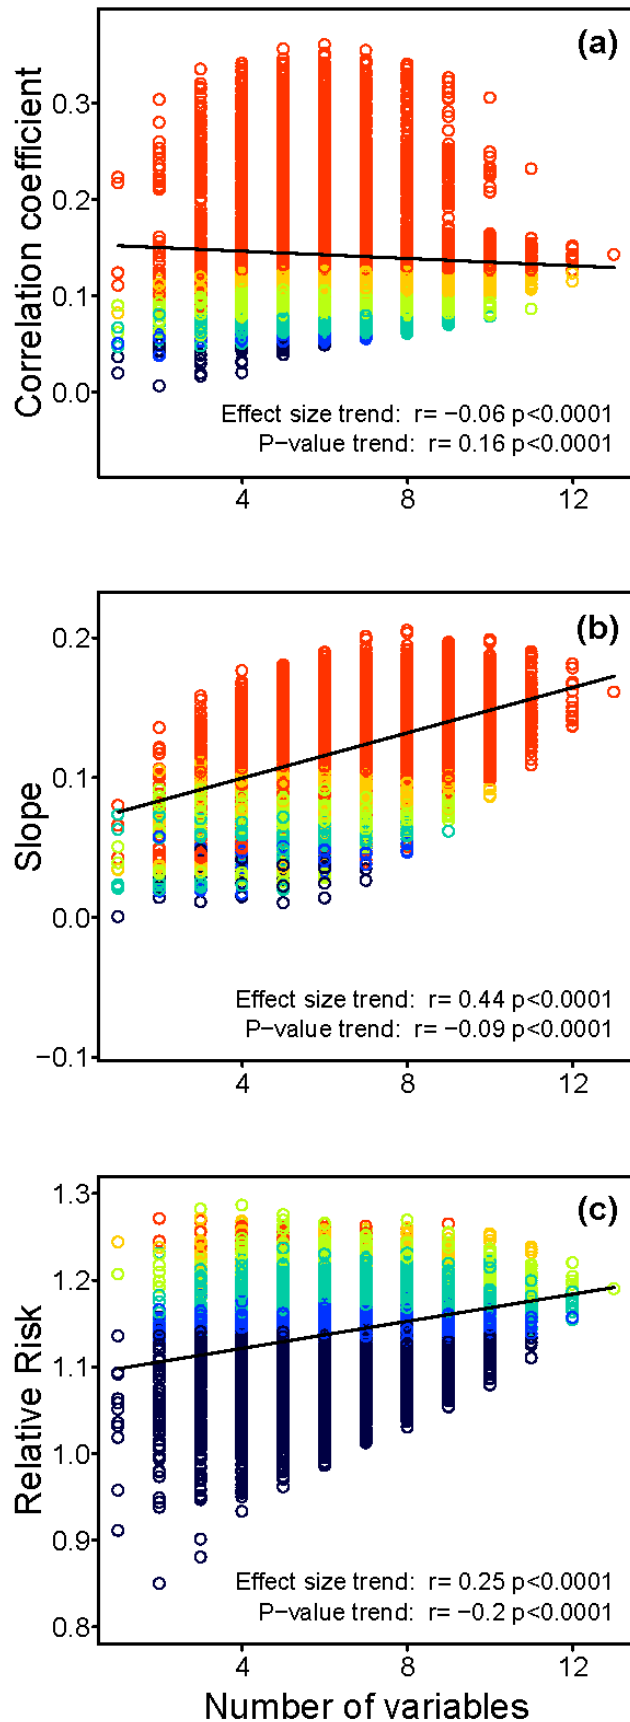 (a)
Correlation coefficient
0.3
0.2
0.1
0.0
Effect size trend: r= −0.06 p<0.0001
P−value trend: r= 0.16 p<0.0001
4 8 12
(b)
Slope
0.2
0.1
0.0
−0.1
Effect size trend: r= 0.44 p<0.0001
P−value trend: r= −0.09 p<0.0001
4 8 12
(c)
Relative Risk
1.3
1.2
1.1
1.0
0.9
0.8
Effect size trend: r= 0.25 p<0.0001
P−value trend: r= −0.2 p<0.0001
4 8 12
Number of variables